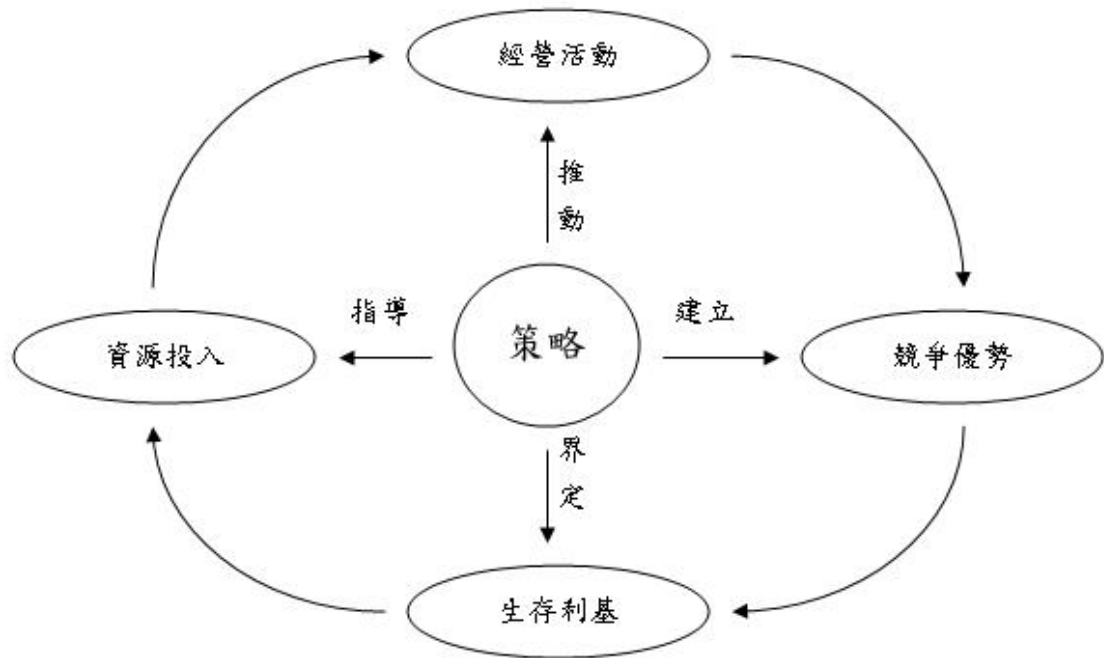 經營活動
推
動
指導
建立
策略
資源投入
競爭優勢
界
定
生存利基